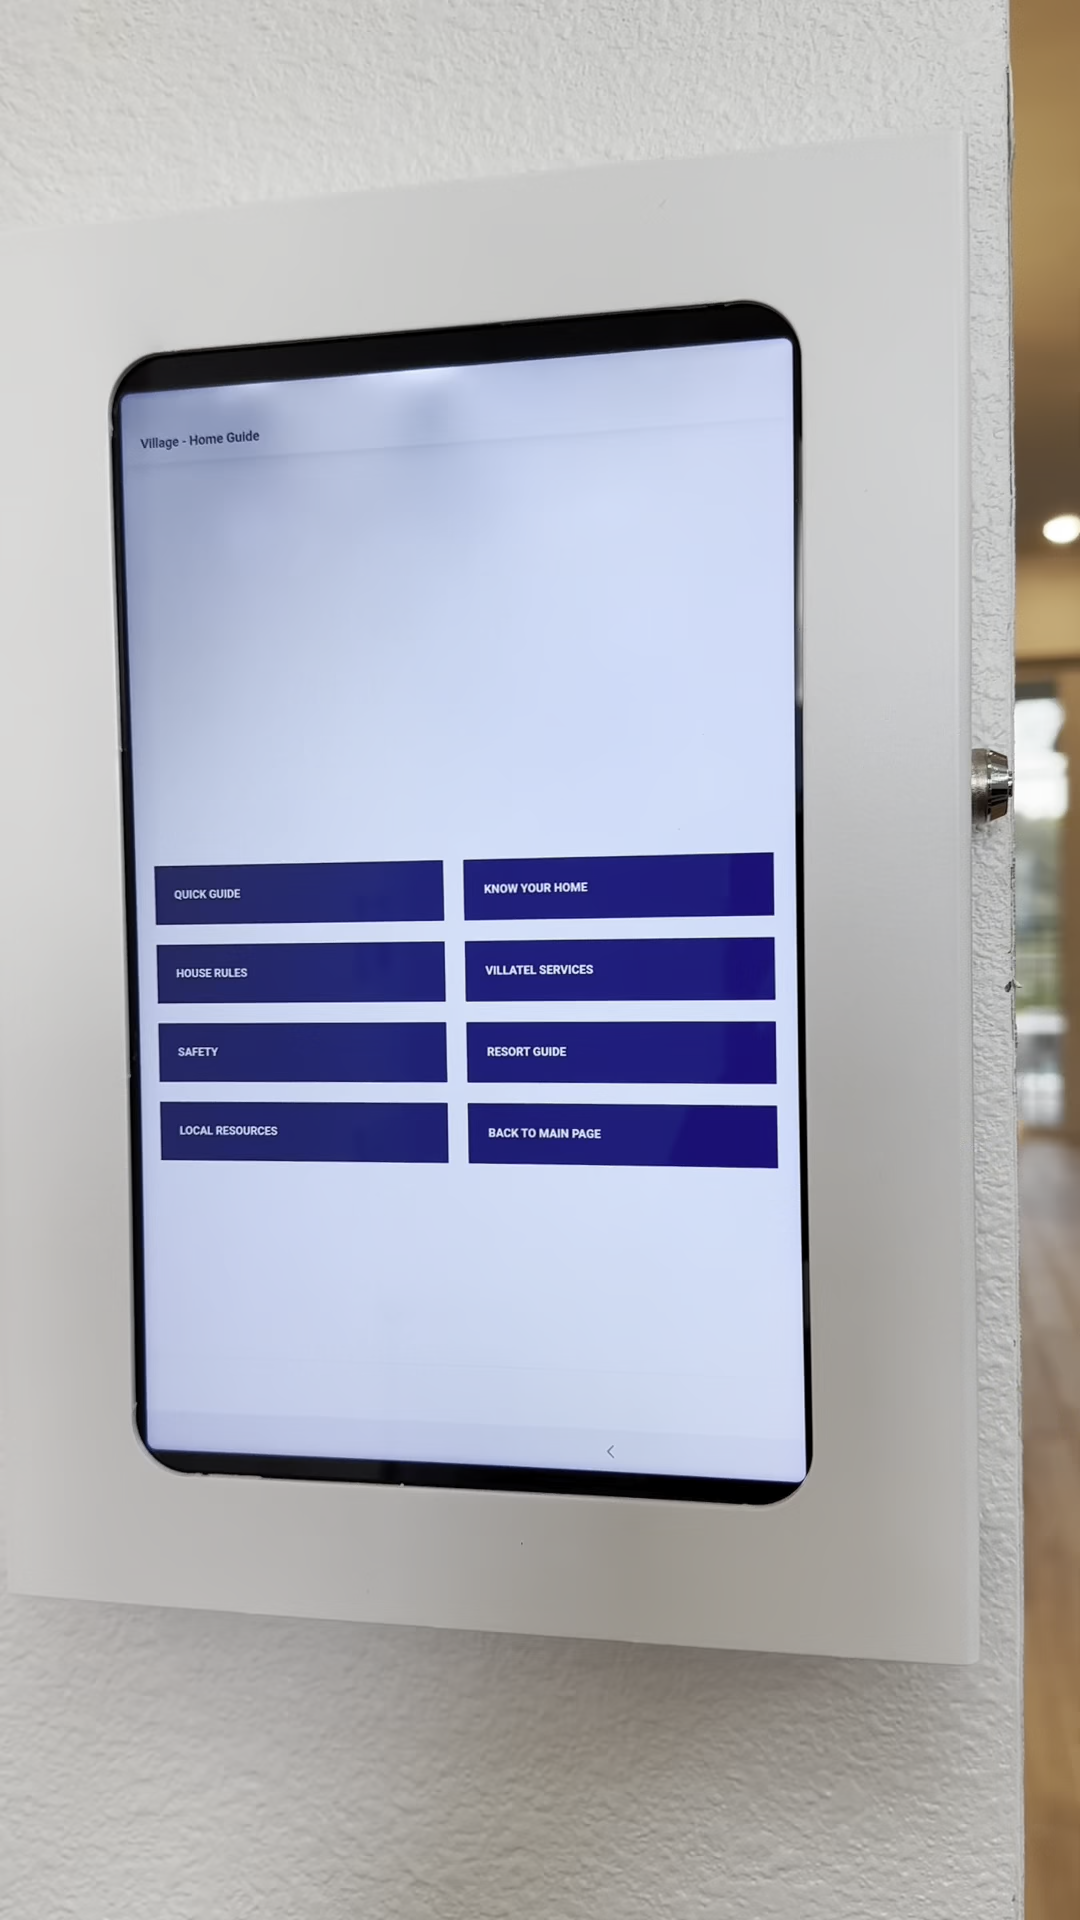 Village - Home Guide
QUICK GUIDE
KNOW YOUR HOME
HOUSE RULES
VILLATEL SERVICES
SAFETY
RESORT GUIDE
LOCAL RESOURCES
BACK TO MAIN PAGE